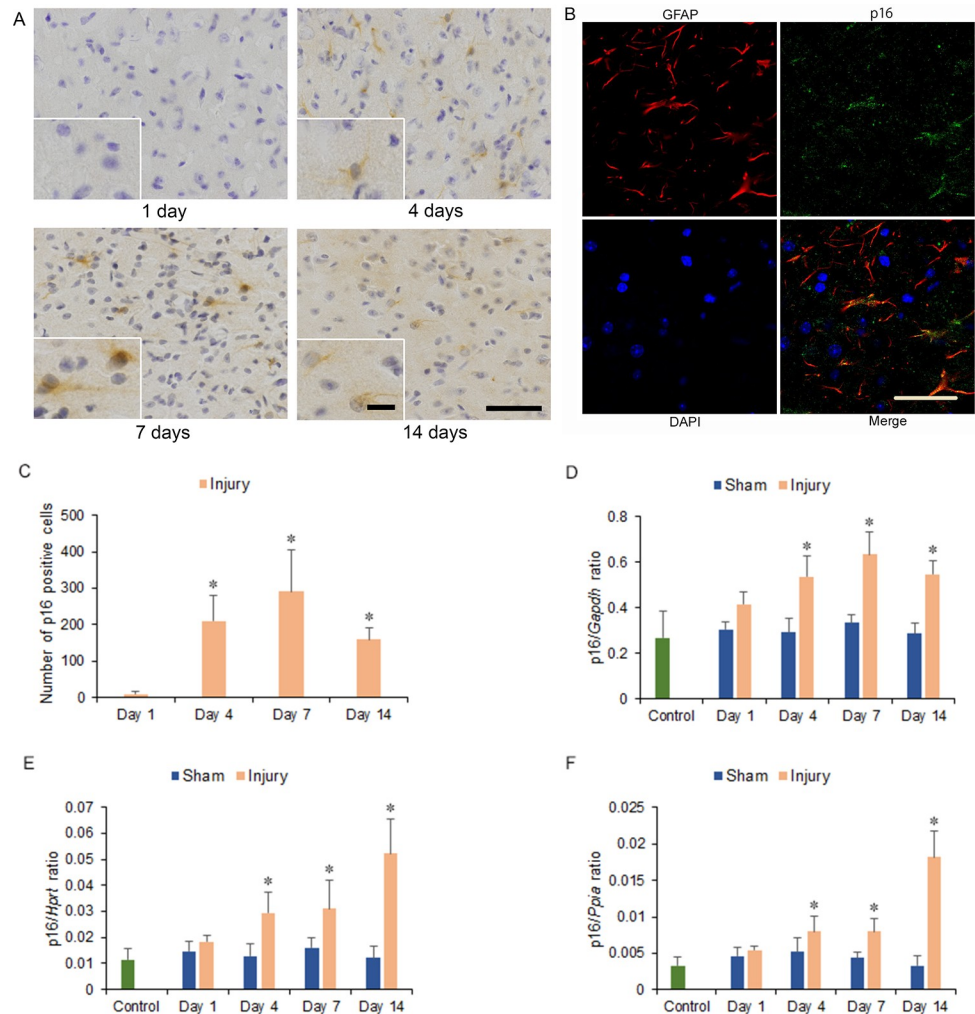 A
1 day
4 days
7 days
14 days
B
GFAP
p16
DAPI
Merge
C
Injury
Number of p16 positive cells
500
400
300
200
100
0
Day 1
Day 4
Day 7
Day 14
*
*
*
D
Sham
Injury
p16/Gapdh ratio
0.8
0.6
0.4
0.2
0
Control
Day 1
Day 4
Day 7
Day 14
*
*
*
E
Sham
Injury
p16/Hprt ratio
0.07
0.06
0.05
0.04
0.03
0.02
0.01
0
Control
Day 1
Day 4
Day 7
Day 14
*
*
*
F
Sham
Injury
p16/Ppia ratio
0.025
0.02
0.015
0.01
0.005
0
Control
Day 1
Day 4
Day 7
Day 14
*
*
*